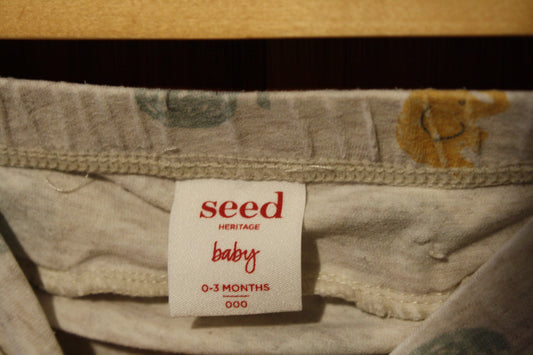 seed
HERITAGE
baby
0-3 MONTHS
000